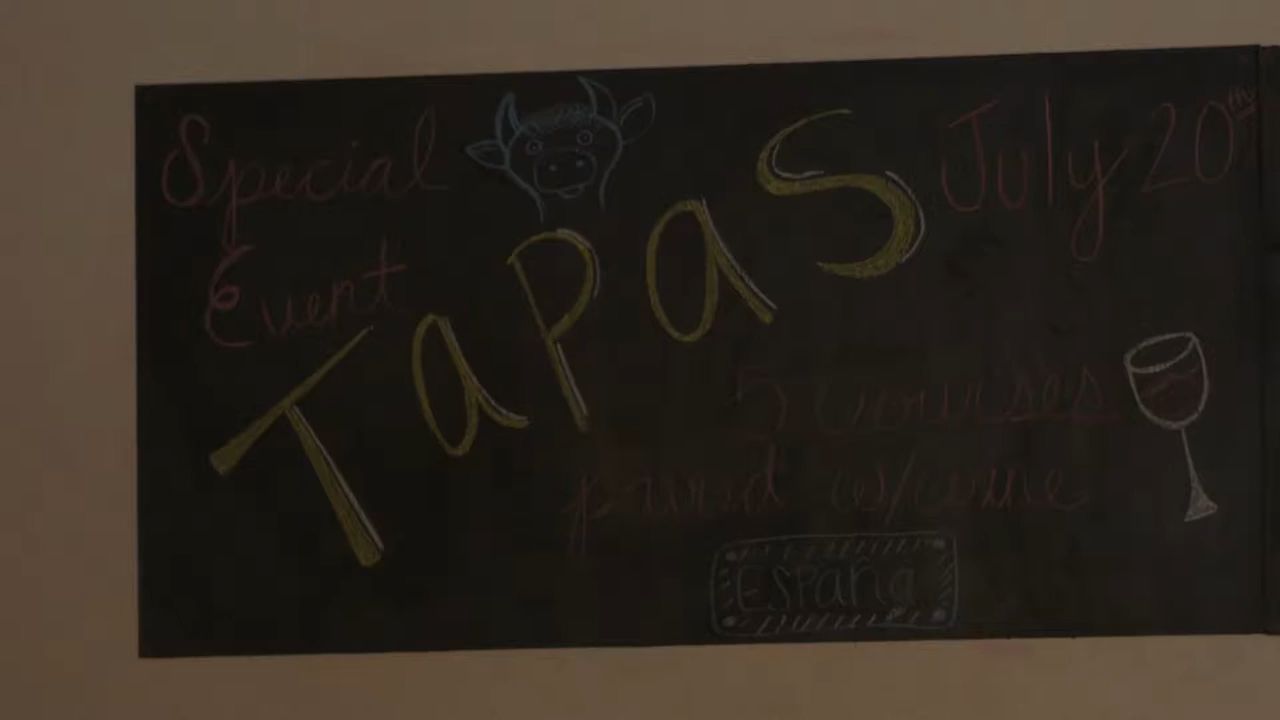 Special
Event
TaPaS
July 20th
5 courses
paired w/wine
ESPAña